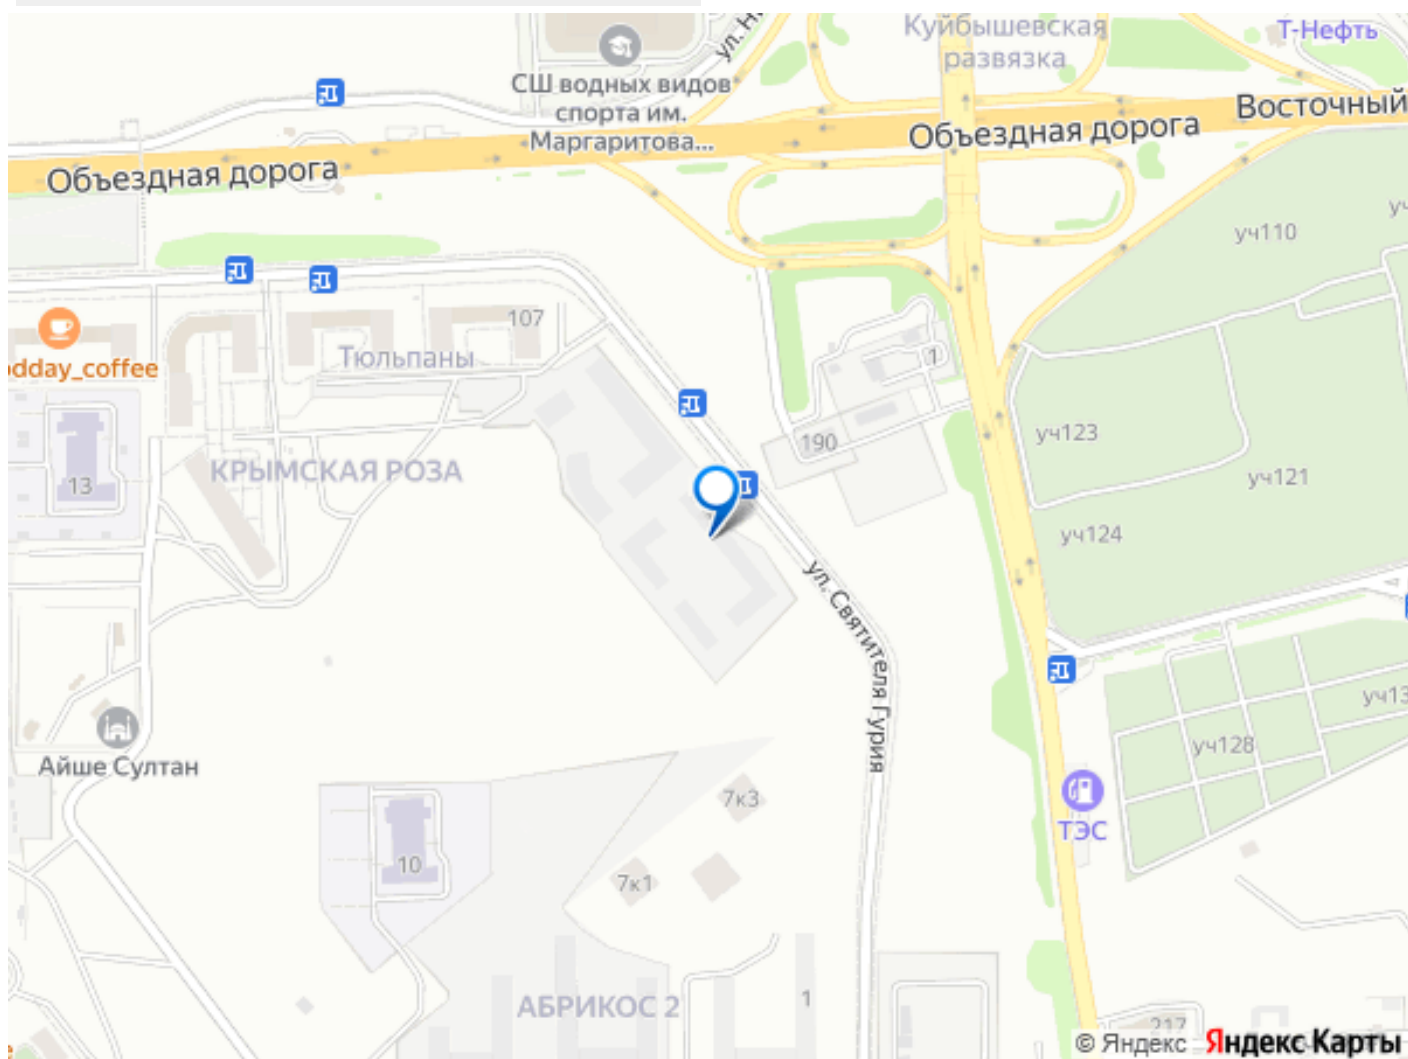 Куйбышевская
развязка
Т-Нефть
СШ водных видов
спорта им.
Маргаритова...
Восточный
Объездная дорога
Объездная дорога
уч110
107
Тюльпаны
1
190
уч123
КРЫМСКАЯ РОЗА
13
уч121
уч124
ул. Святителя Гурия
Айше Султан
уч128
7к3
ТЭС
10
7к1
АБРИКОС 2
1
217
© Яндекс Яндекс Карты